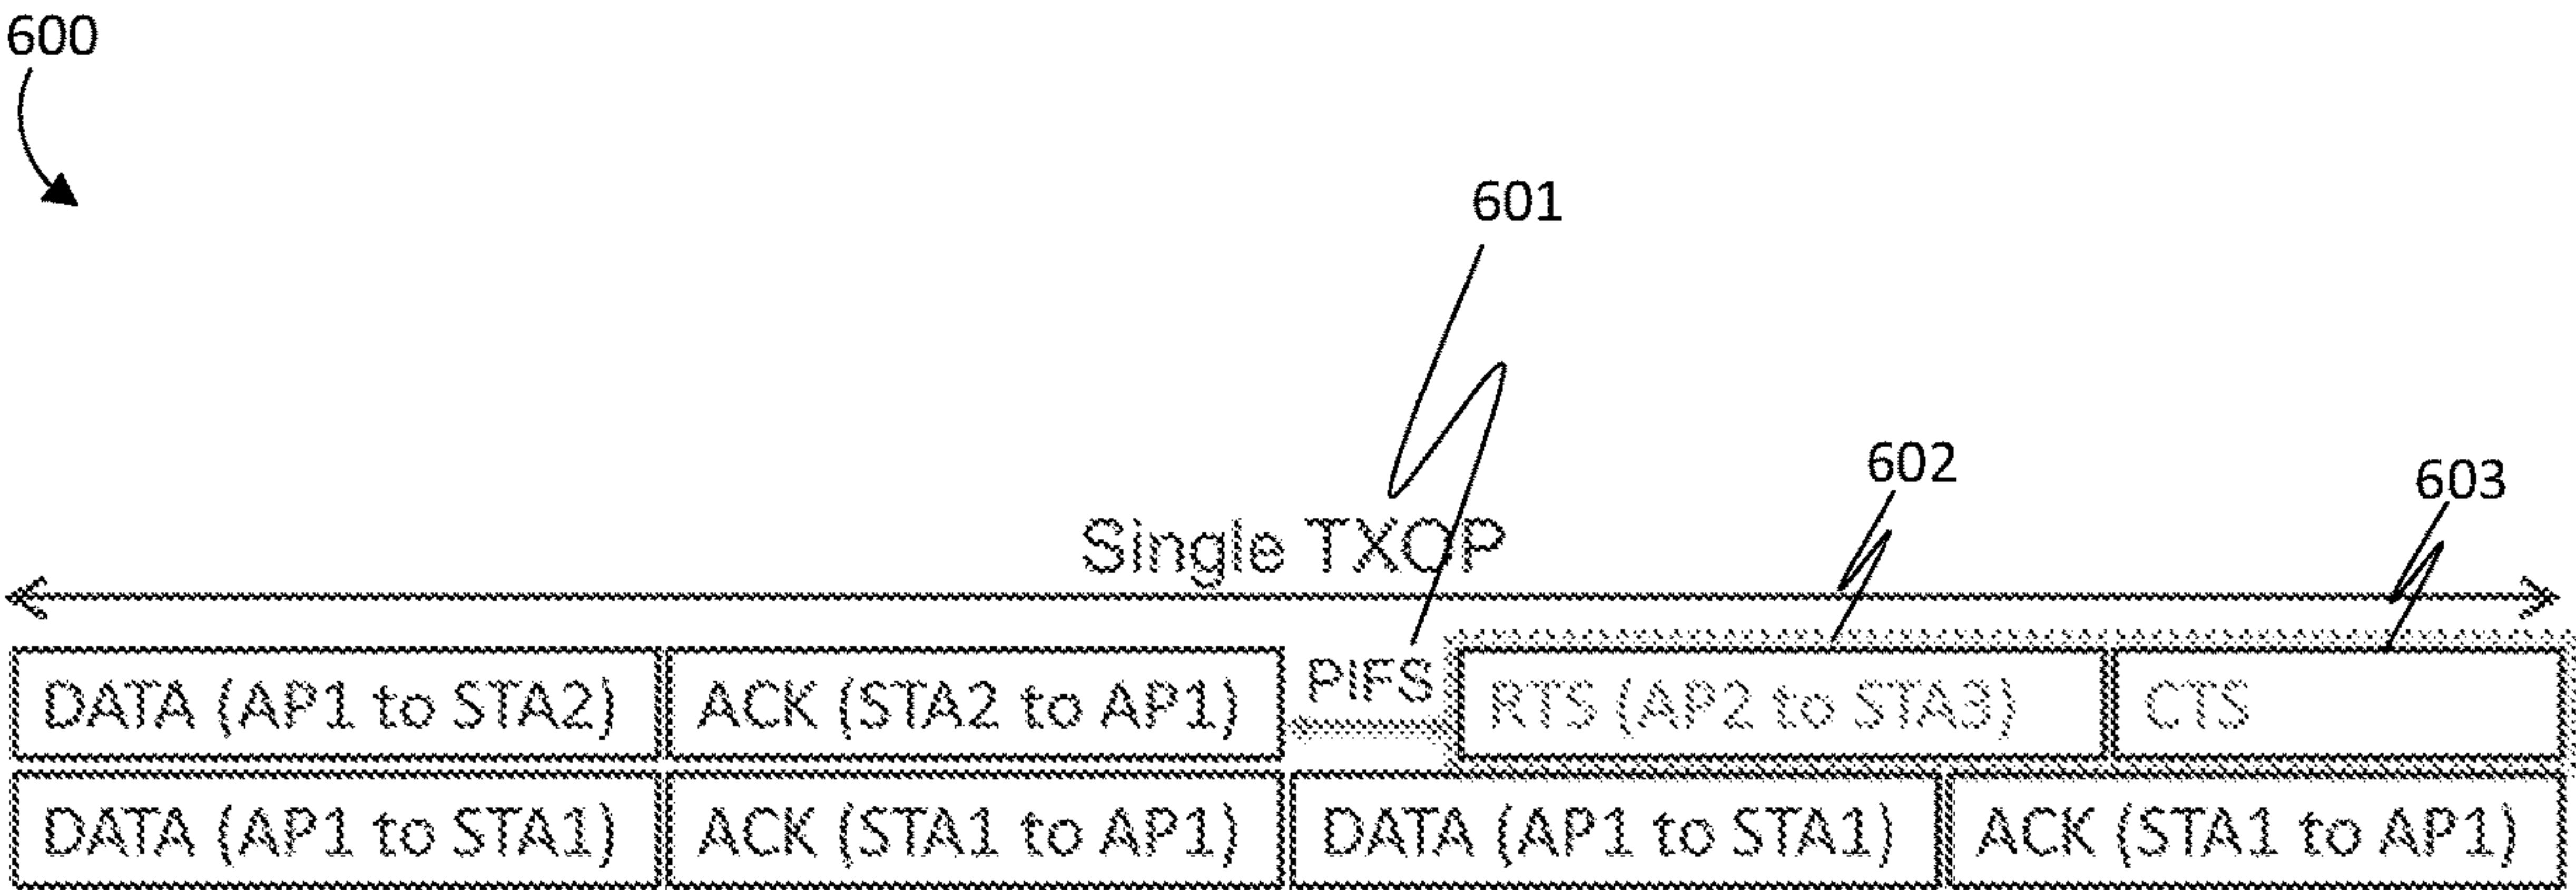 600
601
602
603
Single TXOP
DATA (AP1 to STA2) ACK (STA2 to AP1) PIFS RTS (AP2 to STA3) CTS
DATA (AP1 to STA1) ACK (STA1 to AP1) DATA (AP1 to STA1) ACK (STA1 to AP1)